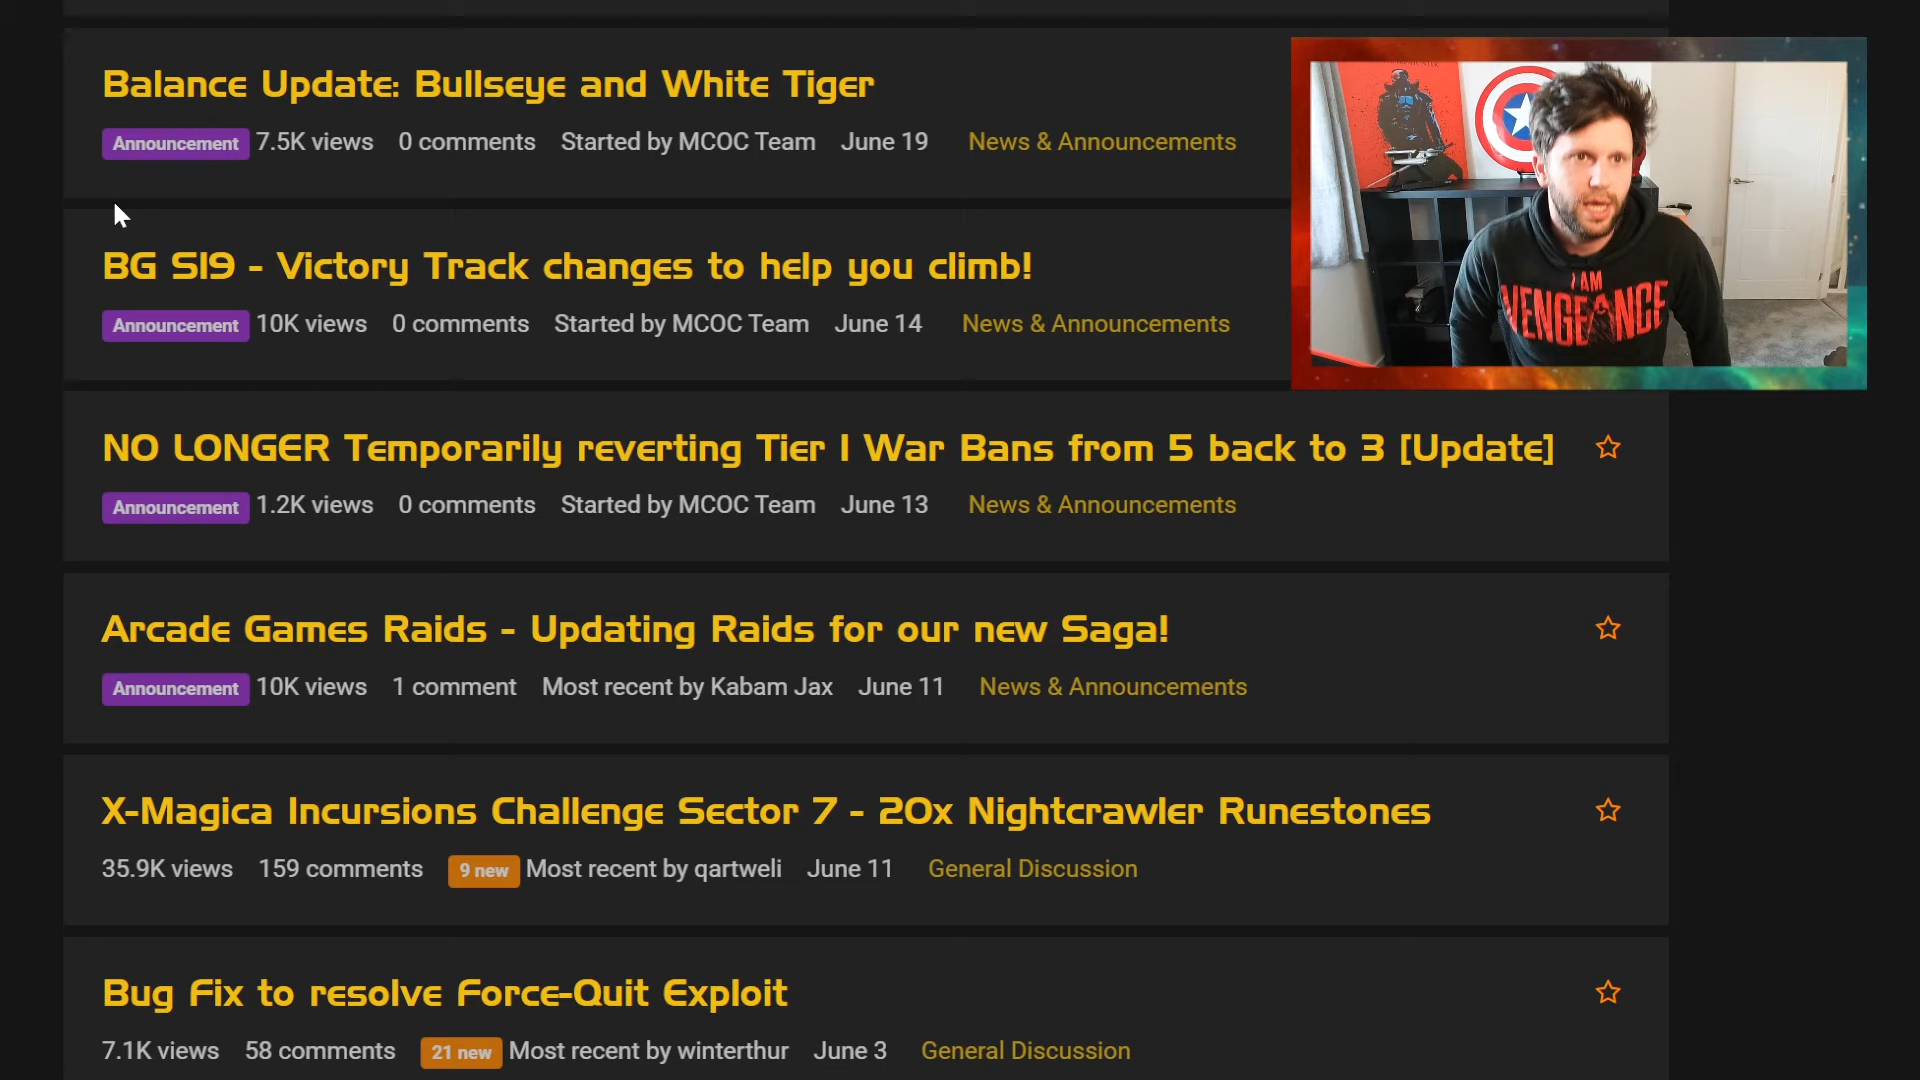 Balance Update: Bullseye and White Tiger
Announcement 7.5K views 0 comments Started by MCOC Team June 19 News & Announcements
BG S19 - Victory Track changes to help you climb!
Announcement 10K views 0 comments Started by MCOC Team June 14 News & Announcements
NO LONGER Temporarily reverting Tier 1 War Bans from 5 back to 3 [Update]
Announcement 1.2K views 0 comments Started by MCOC Team June 13 News & Announcements
Arcade Games Raids - Updating Raids for our new Saga!
Announcement 10K views 1 comment Most recent by Kabam Jax June 11 News & Announcements
X-Magica Incursions Challenge Sector 7 - 20x Nightcrawler Runestones
35.9K views 159 comments 9 new Most recent by qartweli June 11 General Discussion
Bug Fix to resolve Force-Quit Exploit
7.1K views 58 comments 21 new Most recent by winterthur June 3 General Discussion
I AM
VENGEANCE